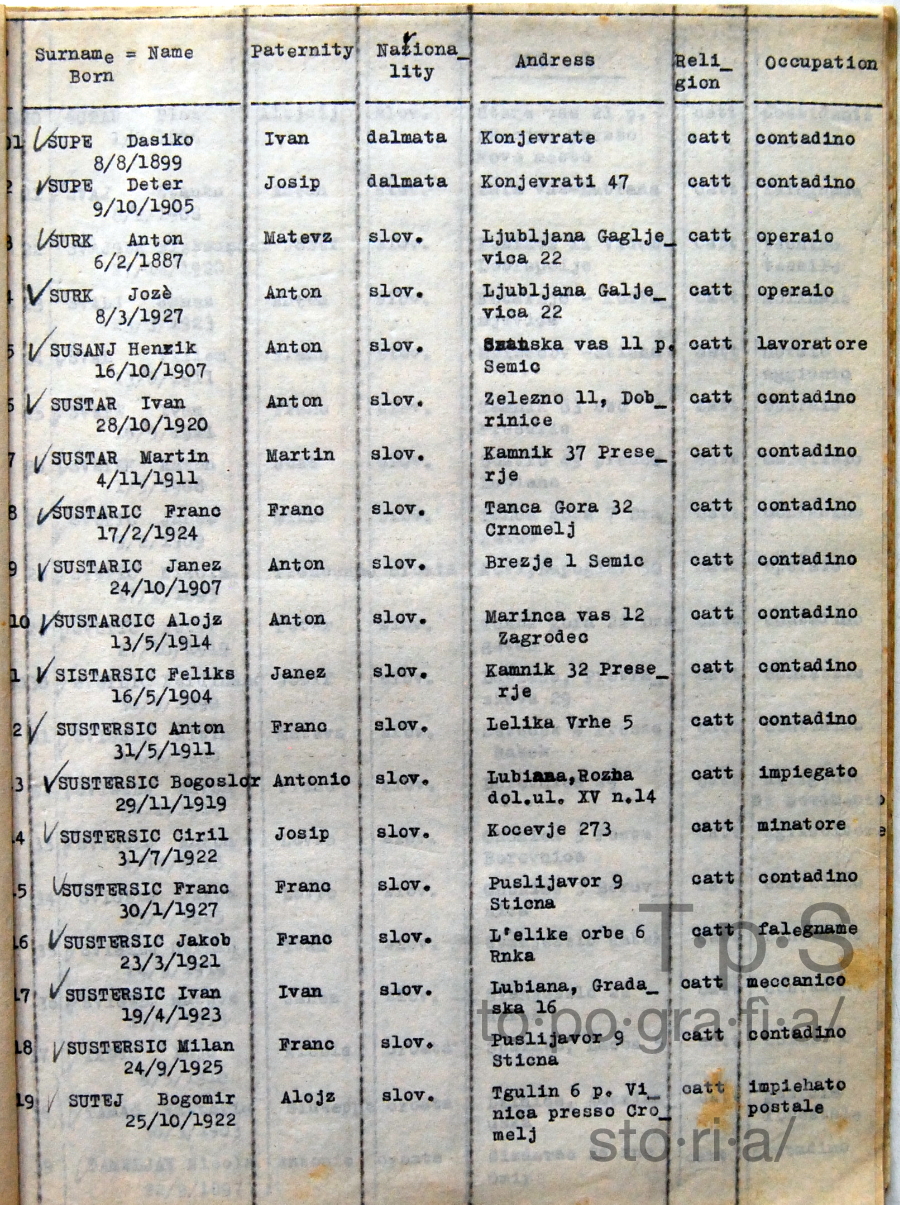 Surname = Name Paternity Naziona_ Andress Reli_ Occupation
Born lity gion
SUPE Dasiko Ivan dalmata Konjevrate catt contadino
8/8/1899
SUPE Deter Josip dalmata Konjevrati 47 catt contadino
9/10/1905
SURK Anton Matevz slov. Ljubljana Gaglje_ catt operaio
6/2/1887 vica 22
SURK Jozè Anton slov. Ljubljana Galje_ catt operaio
8/3/1927 vica 22
SUSANJ Henrik Anton slov. vas 11 p. catt lavoratore
16/10/1907 Semic
SUSTAR Ivan Anton slov. Zelezno 11, Dob_ catt contadino
28/10/1920 rinice
SUSTAR Martin Martin slov. Kamnik 37 Prese_ catt contadino
4/11/1911 rje
8 SUSTARIC Franc Franc slov. Tanca Gora 32 catt contadino
17/2/1924 Crnomelj
9 SUSTARIC Janez Anton slov. Brezje 1 Semic catt contadino
24/10/1907
10 SUSTARCIC Alojz Anton slov. Marinca vas 12 catt contadino
13/5/1914 Zagrodec
1 SISTARSIC Feliks Janez slov. Kamnik 32 Prese_ catt contadino
16/5/1904 rje
2 SUSTERSIC Anton Franc slov. Lelika Vrhe 5 catt contadino
31/5/1911
3 SUSTERSIC Bogoslor Antonio slov. Lubiana,Rozna catt impiegato
29/11/1919 dol.ul. XV n.14
4 SUSTERSIC Ciril Josip slov. Kocevje 273 catt minatore
31/7/1922
5 SUSTERSIC Franc Franc slov. Puslijavor 9 catt contadino
30/1/1927 Sticna
16 SUSTERSIC Jakob Franc slov. L'elike orbe 6 catt falegname
23/3/1921 Rnka
17 SUSTERSIC Ivan Ivan slov. Lubiana, Grada_ catt meccanico
19/4/1923 ska 16
18 SUSTERSIC Milan Franc slov. Puslijavor 9 catt contadino
24/9/1925 Sticna
19 SUTEJ Bogomir Alojz slov. Tgulin 6 p. Vi_ catt impiehato
25/10/1922 nica presso Cro_ postale
melj
T·p·S
to·po·gra·fi·a/
sto·ri·a/